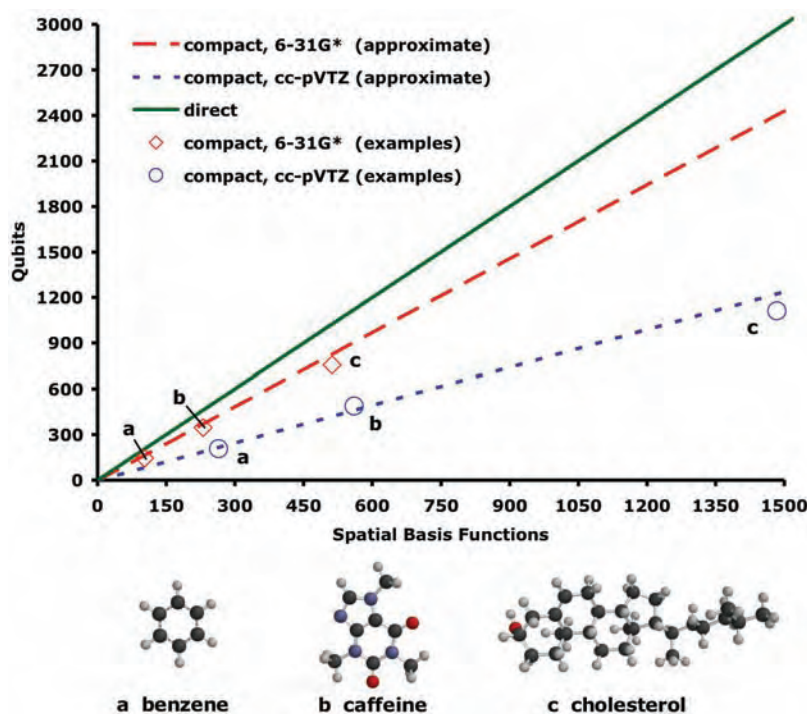 3000
2700
2400
2100
1800
1500
1200
900
600
300
0
Qubits
compact, 6-31G* (approximate)
compact, cc-pVTZ (approximate)
direct
compact, 6-31G* (examples)
compact, cc-pVTZ (examples)
a
b
c
a
b
c
0 150 300 450 600 750 900 1050 1200 1350 1500
Spatial Basis Functions
a benzene b caffeine c cholesterol